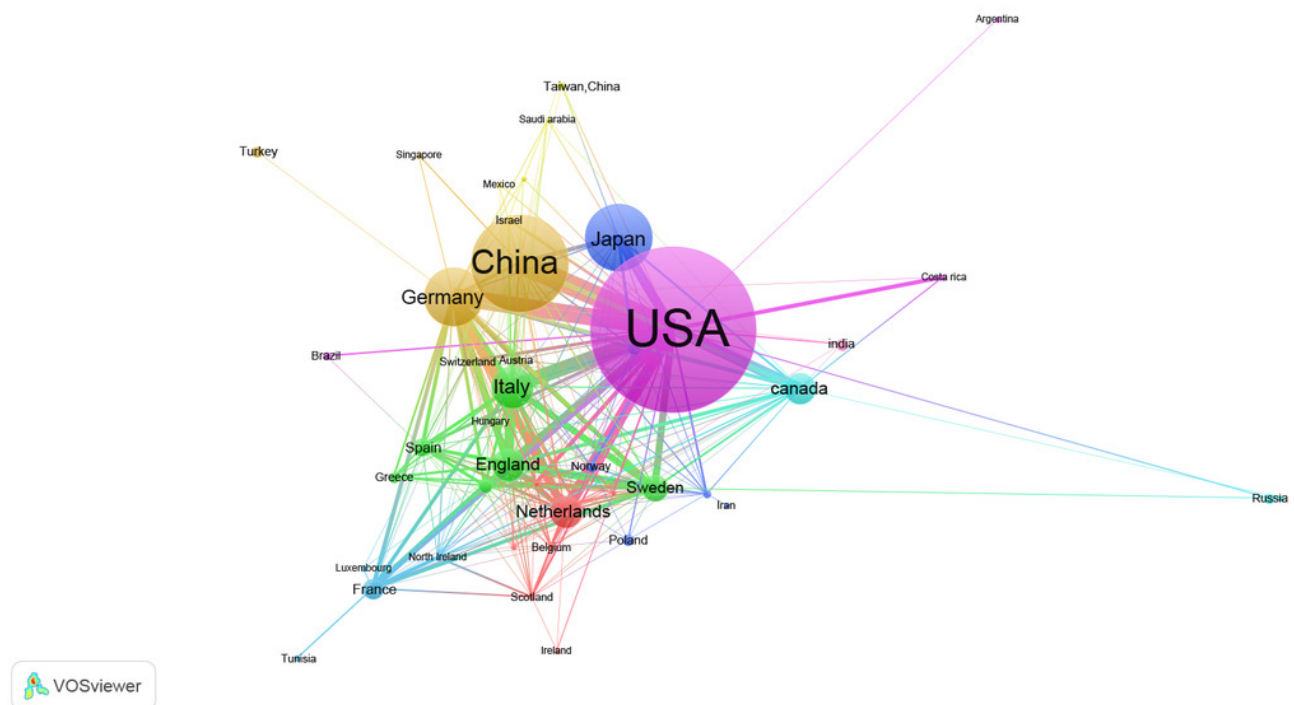 Argentina
Taiwan,China
Saudi arabia
Turkey
Singapore
Mexico
Israel
Japan
China
Costa rica
Germany
USA
india
Brazil
Switzerland
Austria
Italy
canada
Hungary
Spain
England
Norway
Greece
Sweden
Russia
Iran
Netherlands
Poland
Belgium
North Ireland
Luxembourg
France
Scotland
Ireland
Tunisia
VOSviewer